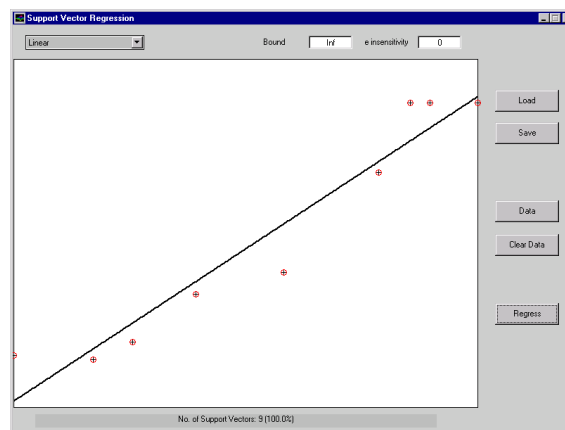 Support Vector Regression
Linear
Bound
Inf
e insensitivity
0
Load
Save
Data
Clear Data
Regress
No. of Support Vectors: 9 (100.0%)